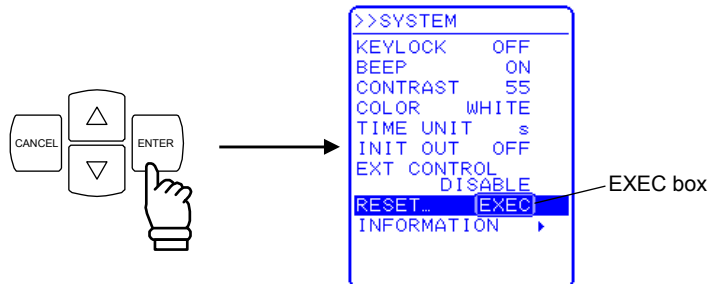 CANCEL
ENTER
>>SYSTEM
KEYLOCK OFF
BEEP ON
CONTRAST 55
COLOR WHITE
TIME UNIT s
INIT OUT OFF
EXT CONTROL
DISABLE
RESET… EXEC
INFORMATION
EXEC box